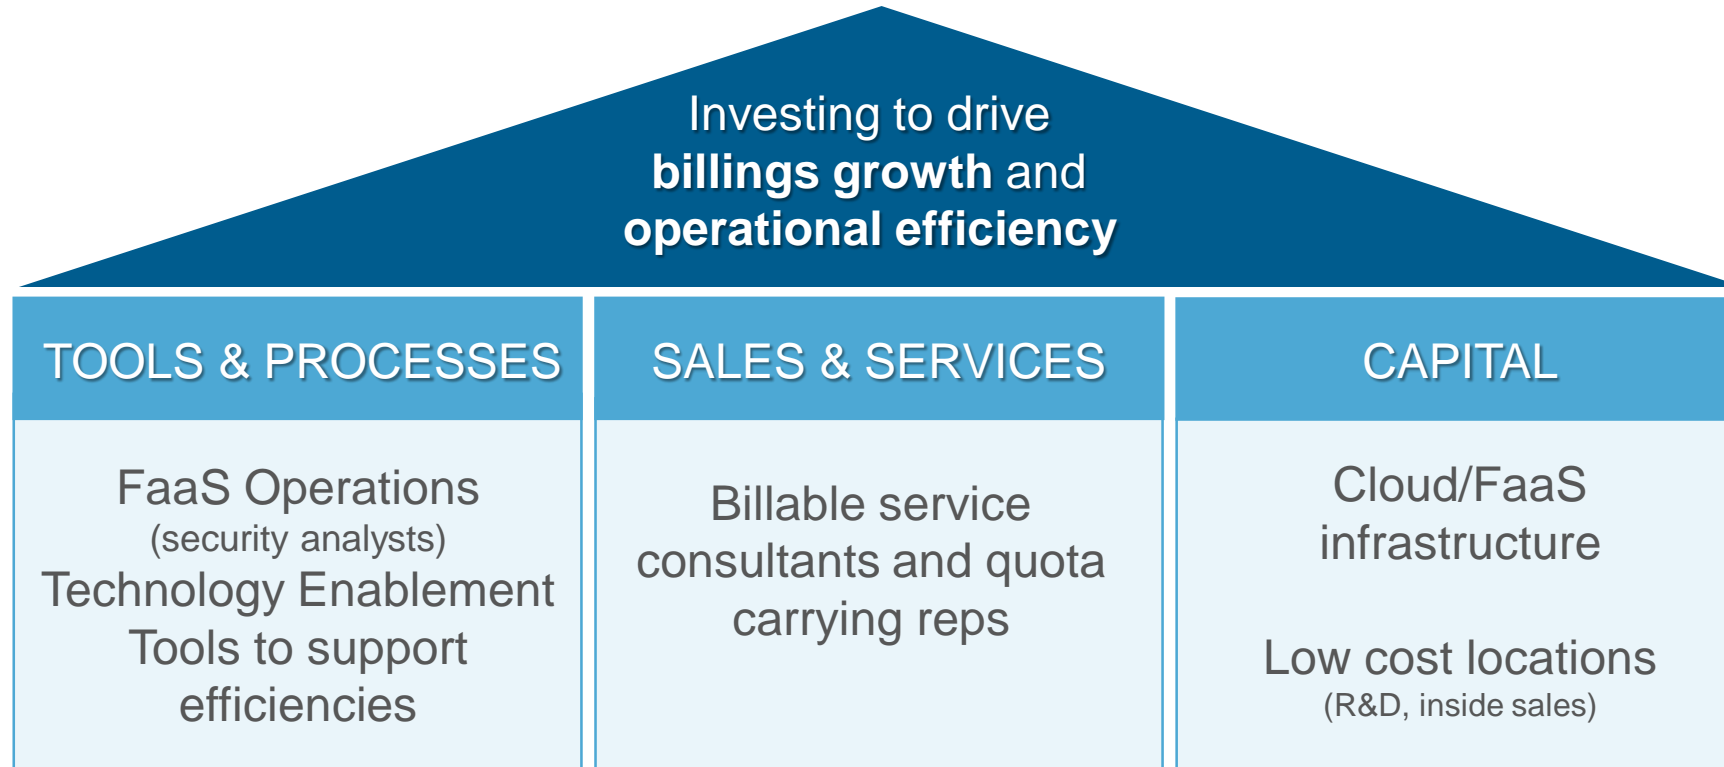 Investing to drive
billings growth and
operational efficiency
TOOLS & PROCESSES
FaaS Operations
(security analysts)
Technology Enablement
Tools to support
efficiencies
SALES & SERVICES
Billable service
consultants and quota
carrying reps
CAPITAL
Cloud/FaaS
infrastructure
Low cost locations
(R&D, inside sales)